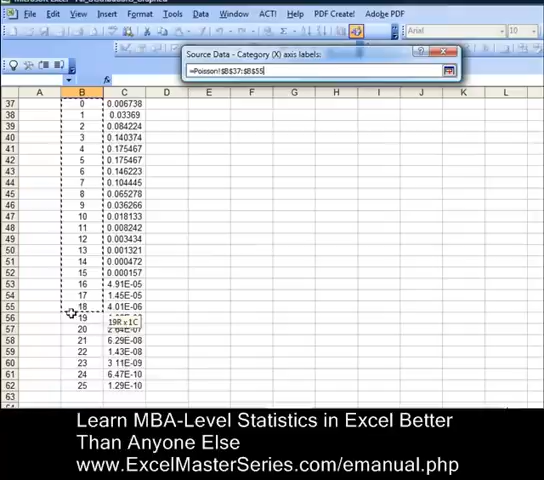 File Edit View Insert Format Tools Chart Window Help ACT! PDF Create! Adobe PDF
Arial
Source Data - Category (X) axis labels:
=Poisson!$B$37:$B$55
fx
A B C D E F G H I J K L
37 0 0.006738
38 1 0.03369
39 2 0.084224
40 3 0.140374
41 4 0.175467
42 5 0.175467
43 6 0.146223
44 7 0.104445
45 8 0.065278
46 9 0.036266
47 10 0.018133
48 11 0.008242
49 12 0.003434
50 13 0.001321
51 14 0.000472
52 15 0.000157
53 16 4.91E-05
54 17 1.45E-05
55 18 4.01E-06
56 19
19R x 1C
57 20
58 21 6.29E-08
59 22 1.43E-08
60 23 3.11E-09
61 24 6.47E-10
62 25 1.29E-10
63
Learn MBA-Level Statistics in Excel Better
Than Anyone Else
www.ExcelMasterSeries.com/emanual.php